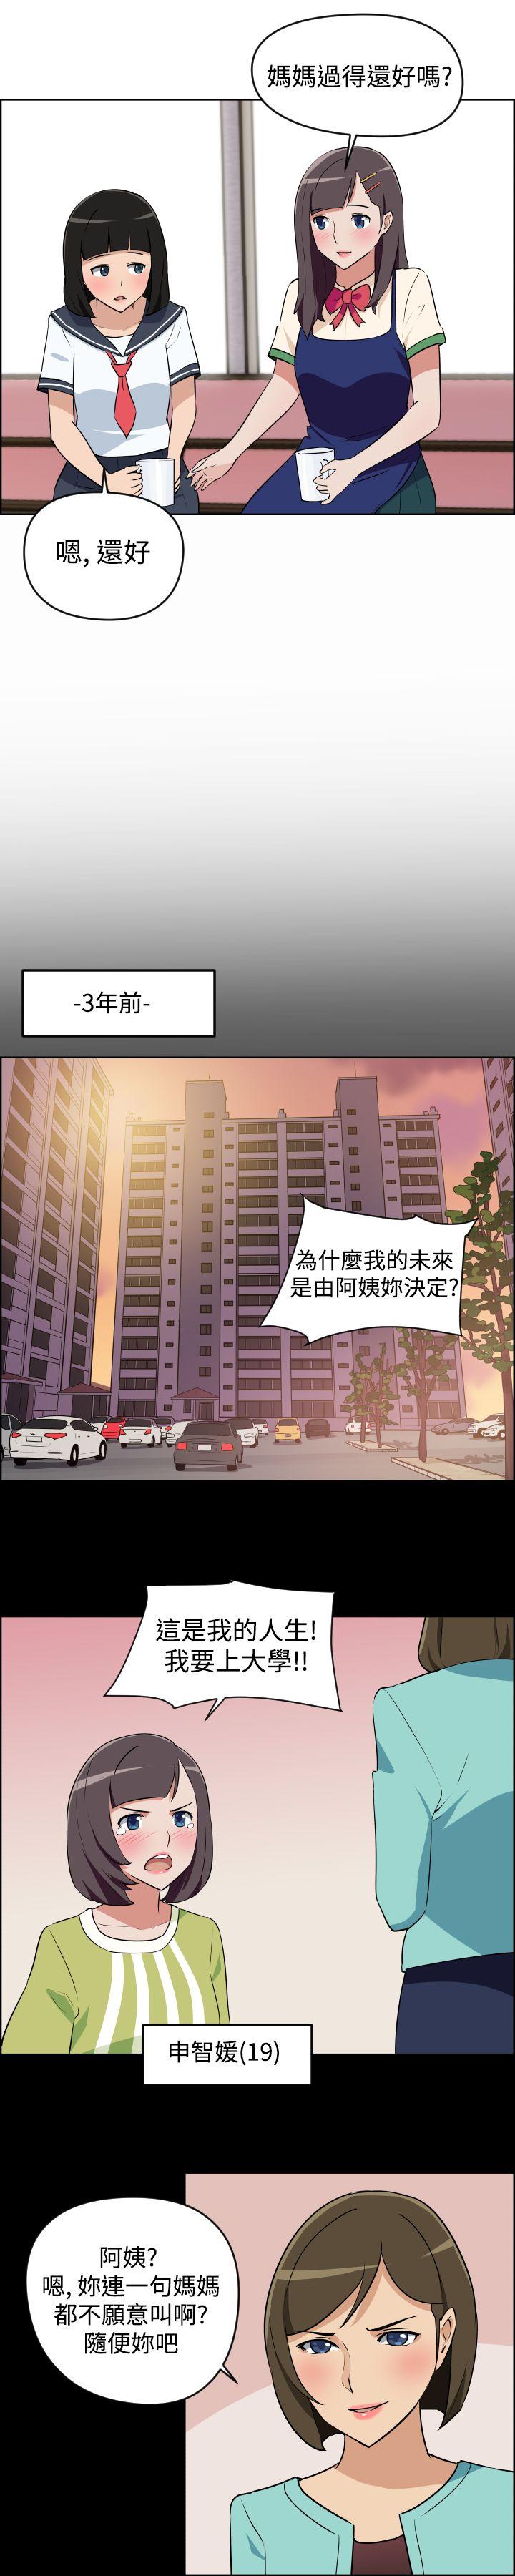 媽媽過得還好嗎?
嗯, 還好
-3年前-
為什麼我的未來
是由阿姨妳決定?
這是我的人生!
我要上大學!!
申智媛(19)
阿姨?
嗯, 妳連一句媽媽
都不願意叫啊?
隨便妳吧